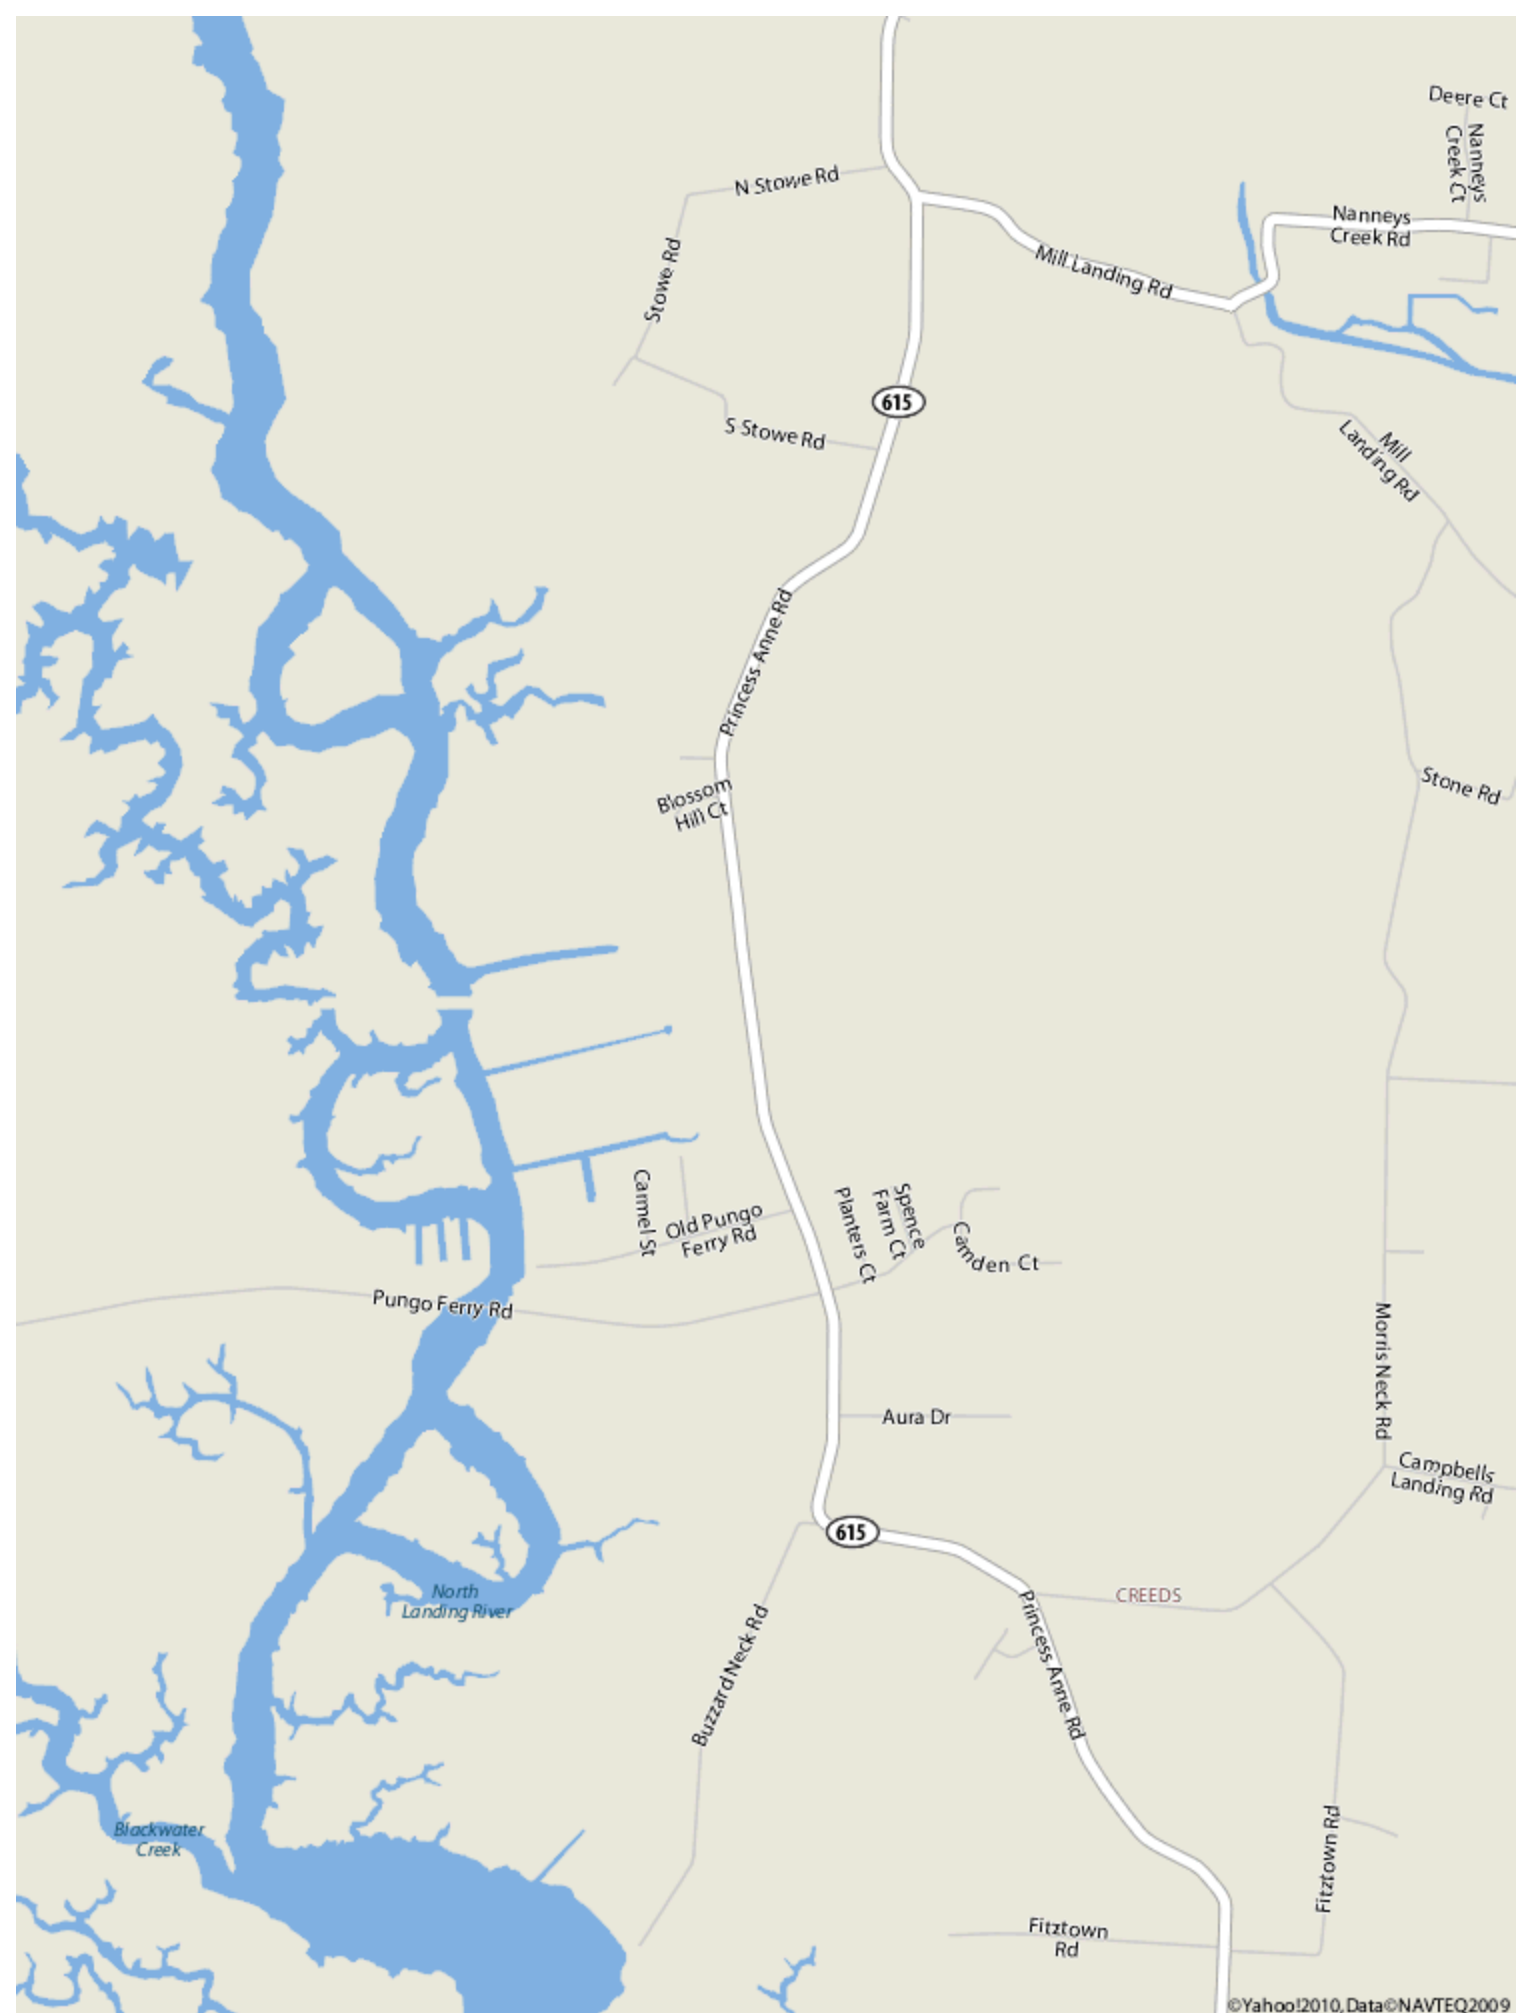 Deere Ct
Nanneys
Creek Ct
N Stowe Rd
Nanneys
Creek Rd
Stowe Rd
Mill Landing Rd
615
S Stowe Rd
Mill
Landing Rd
Princess Anne Rd
Stone Rd
Blossom
Hill Ct
Carmel St
Old Pungo
Ferry Rd
Planters Ct
Spence
Farm Ct
Camden Ct
Pungo Ferry Rd
Morris Neck Rd
Aura Dr
Campbells
Landing Rd
615
North
Landing River
CREEDS
Princess Anne Rd
Buzzard Neck Rd
Blackwater
Creek
Fitztown Rd
Fitztown
Rd
©Yahoo!2010, Data©NAVTEQ2009